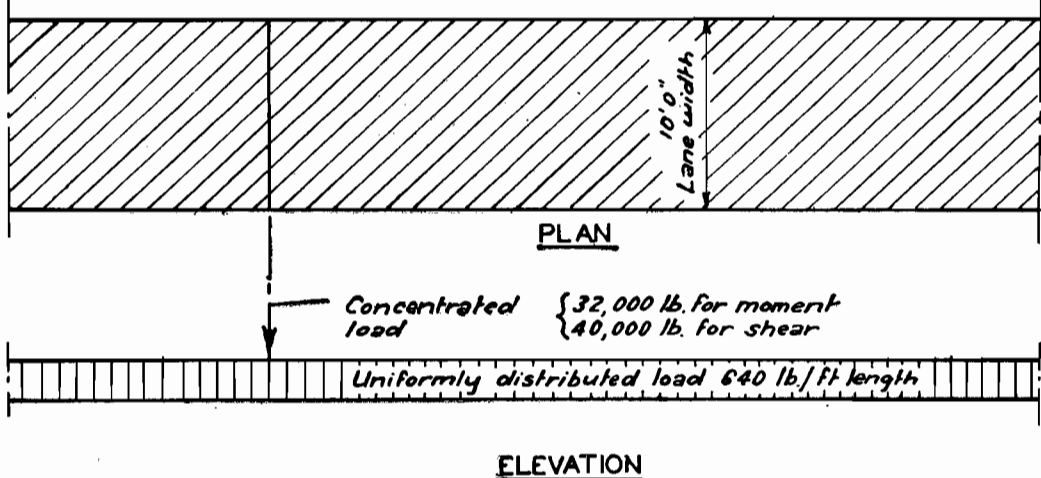 10'0"
Lane width
PLAN
Concentrated { 32,000 lb. for moment
load { 40,000 lb. for shear
Uniformly distributed load 640 lb./ft length
ELEVATION